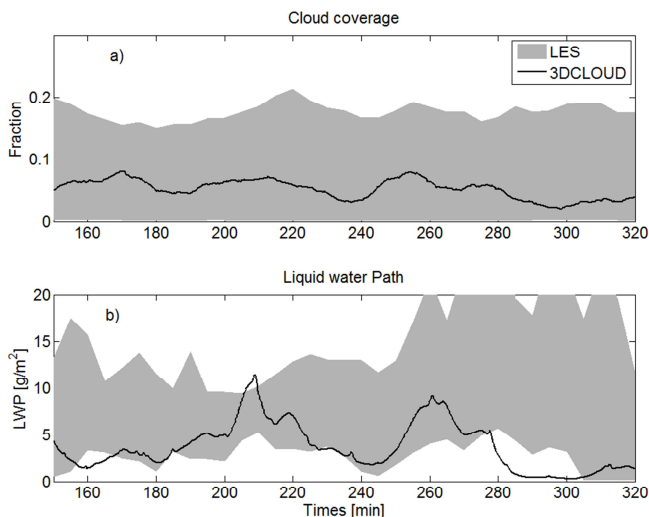 Cloud coverage
a)
LES
3DCLOUD
Fraction
0.2
0.1
0
160 180 200 220 240 260 280 300 320
Liquid water Path
b)
LWP [g/m²]
20
15
10
5
0
160 180 200 220 240 260 280 300 320
Times [min]